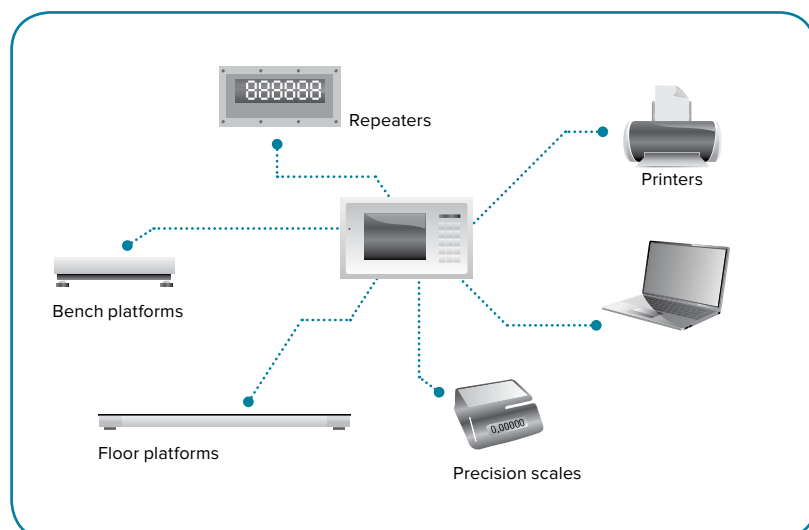 888888
Repeaters
Printers
Bench platforms
Floor platforms
0,00000
Precision scales